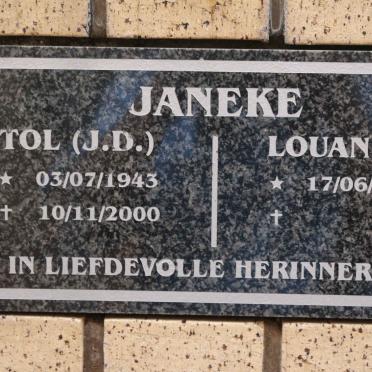 JANEKE
TOL (J.D.) LOUAN
★ 03/07/1943 ★ 17/06/
✝ 10/11/2000 ✝
IN LIEFDEVOLLE HERINNER